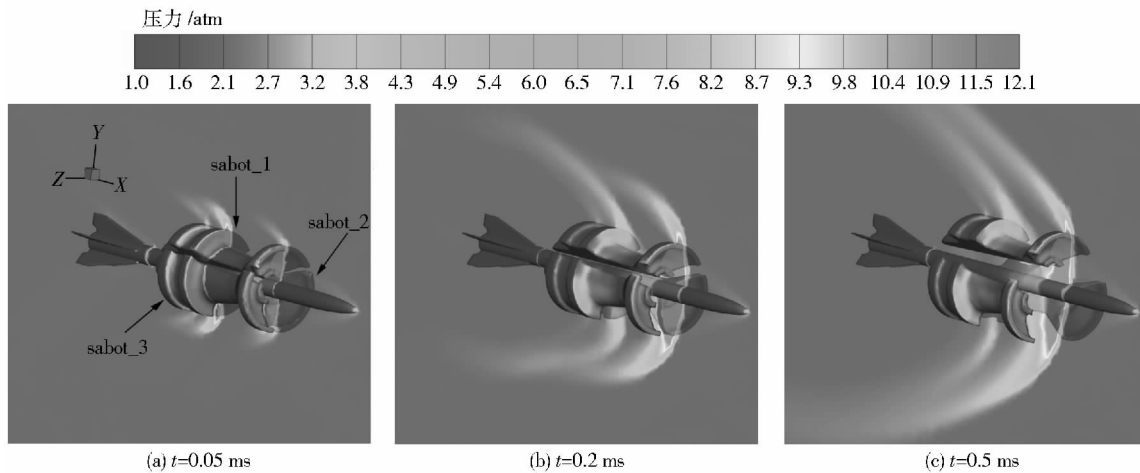 压力 /atm
1.0 1.6 2.1 2.7 3.2 3.8 4.3 4.9 5.4 6.0 6.5 7.1 7.6 8.2 8.7 9.3 9.8 10.4 10.9 11.5 12.1
Y
Z X
sabot_1
sabot_2
sabot_3
(a) t=0.05 ms
(b) t=0.2 ms
(c) t=0.5 ms